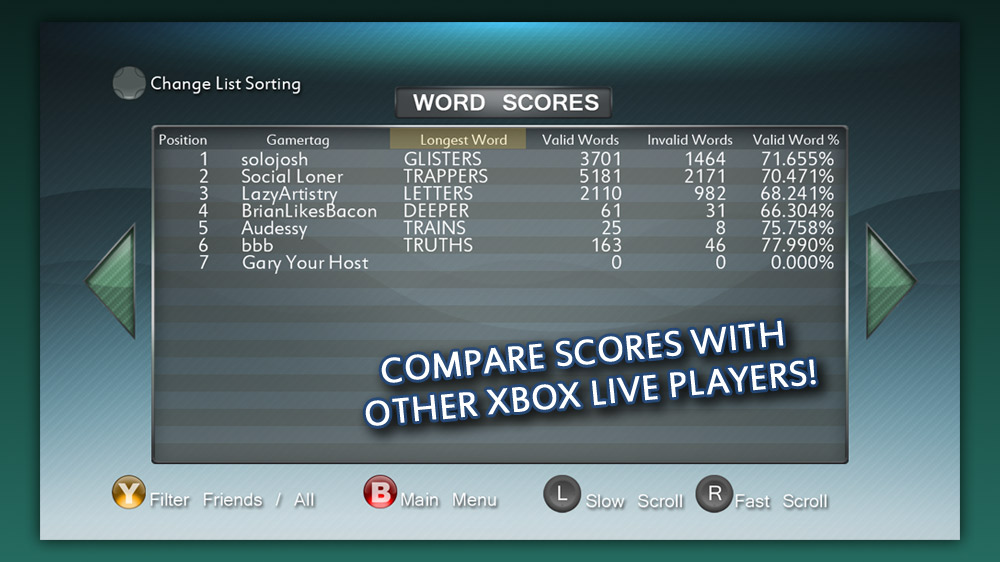 Change List Sorting
WORD SCORES
Position Gamertag Longest Word Valid Words Invalid Words Valid Word %
1 solojosh GLISTERS 3701 1464 71.655%
2 Social Loner TRAPPERS 5181 2171 70.471%
3 LazyArtistry LETTERS 2110 982 68.241%
4 BrianLikesBacon DEEPER 61 31 66.304%
5 Audessy TRAINS 25 8 75.758%
6 bbb TRUTHS 163 46 77.990%
7 Gary Your Host 0 0 0.000%
COMPARE SCORES WITH
OTHER XBOX LIVE PLAYERS!
Y Filter Friends / All B Main Menu L Slow Scroll R Fast Scroll